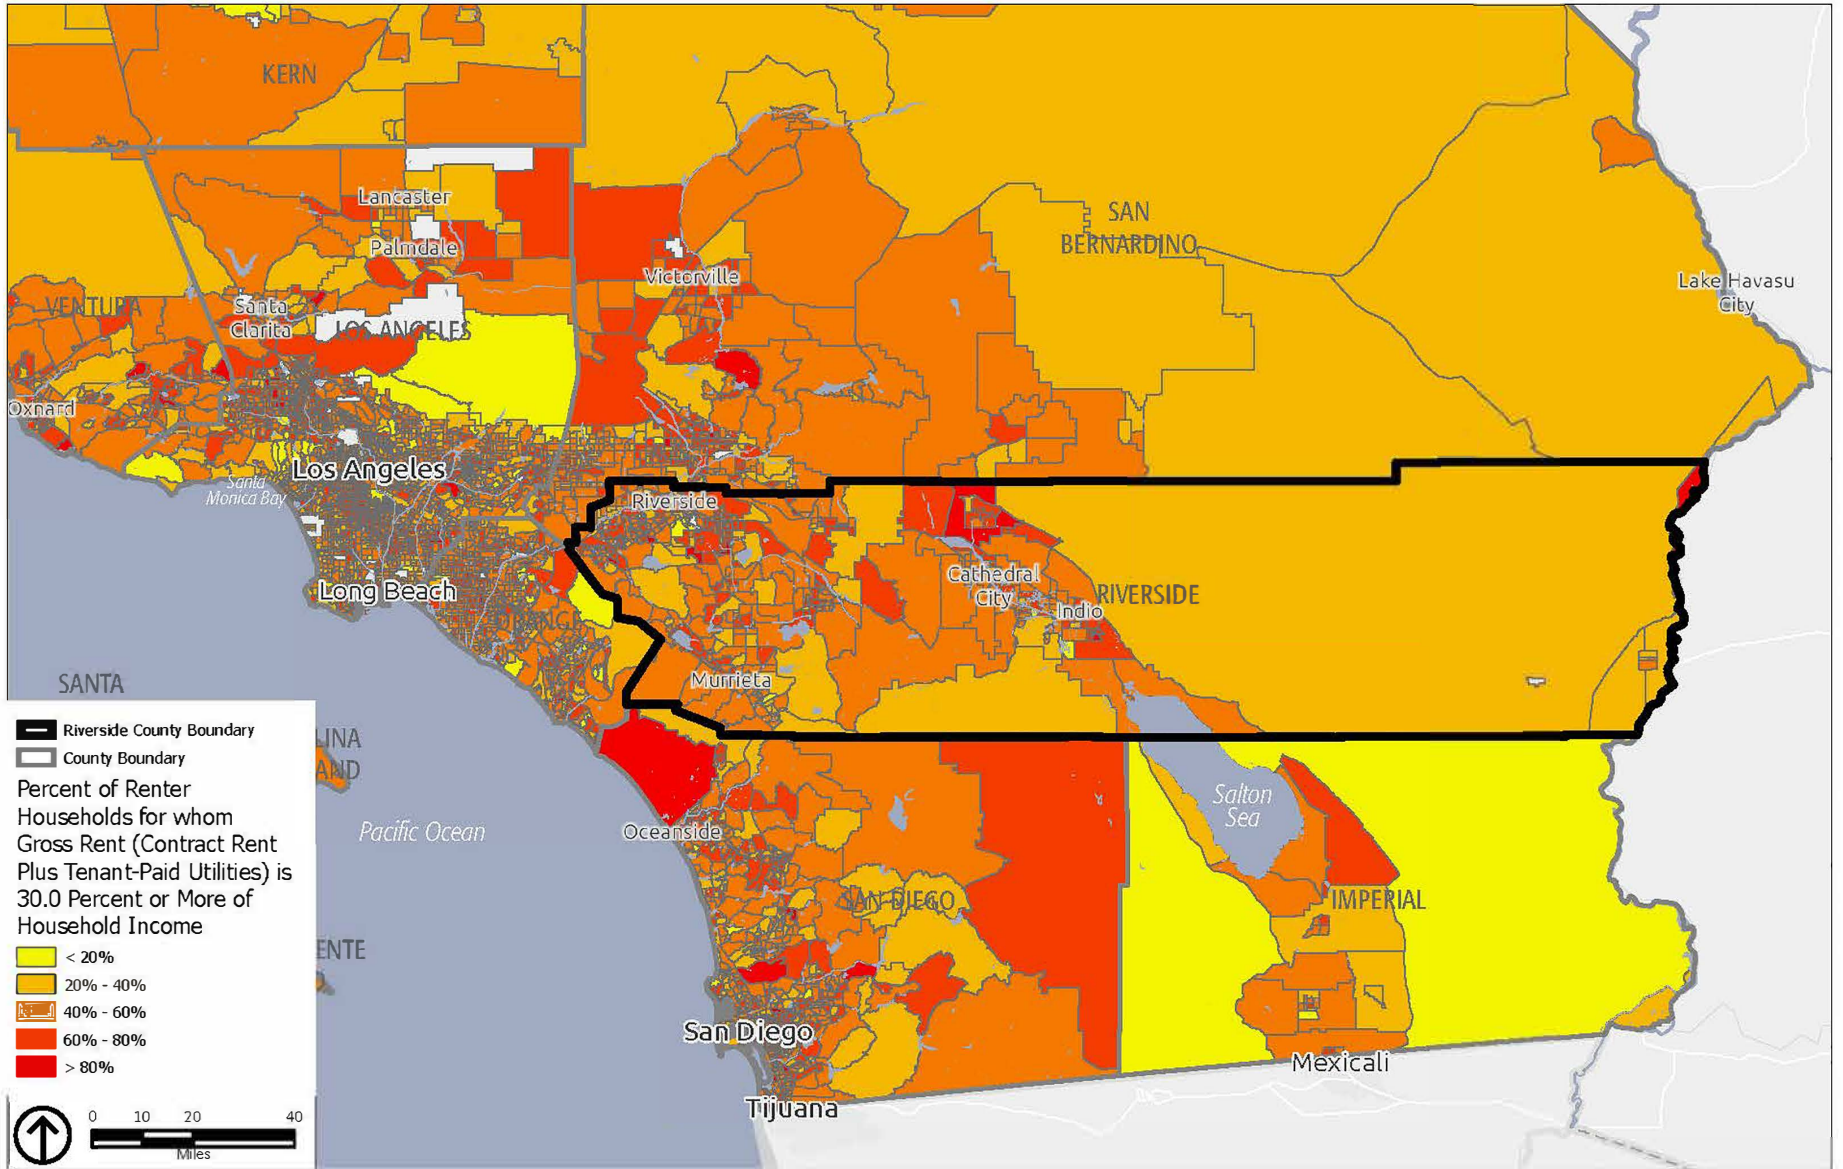 KERN
Lancaster
Palmdale
SAN
BERNARDINO
Victorville
Lake Havasu
City
VENTURA
Santa
Clarita
LOS ANGELES
Oxnard
Los Angeles
Santa
Monica Bay
Riverside
Long Beach
Cathedral
City
RIVERSIDE
Indio
ORANGE
Murrieta
SANTA
LINA
AND
Riverside County Boundary
County Boundary
Percent of Renter
Households for whom
Gross Rent (Contract Rent
Plus Tenant-Paid Utilities) is
30.0 Percent or More of
Household Income
< 20%
20% - 40%
40% - 60%
60% - 80%
> 80%
0 10 20 40
Miles
Pacific Ocean
Oceanside
Salton
Sea
SAN DIEGO
IMPERIAL
ENTE
San Diego
Mexicali
Tijuana